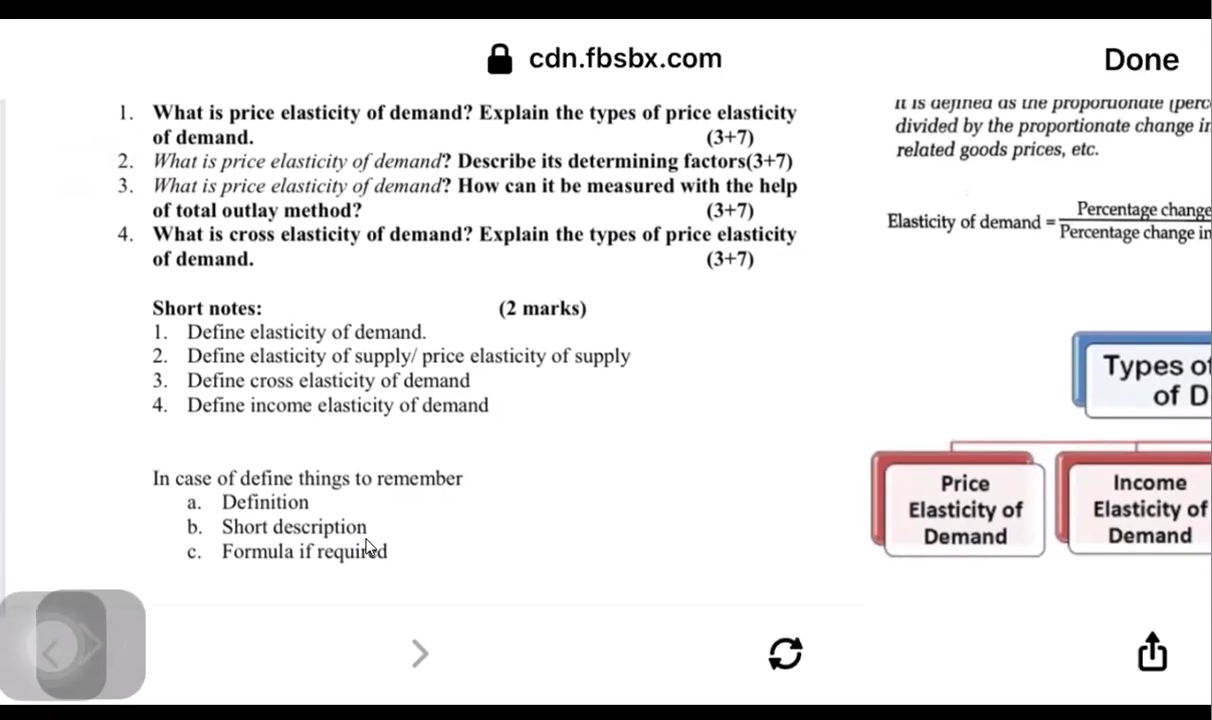 cdn.fbsbx.com
Done
1. What is price elasticity of demand? Explain the types of price elasticity
of demand. (3+7)
2. What is price elasticity of demand? Describe its determining factors(3+7)
3. What is price elasticity of demand? How can it be measured with the help
of total outlay method? (3+7)
4. What is cross elasticity of demand? Explain the types of price elasticity
of demand. (3+7)
Short notes: (2 marks)
1. Define elasticity of demand.
2. Define elasticity of supply/ price elasticity of supply
3. Define cross elasticity of demand
4. Define income elasticity of demand
In case of define things to remember
a. Definition
b. Short description
c. Formula if required
It is defined as the proportionate (perc
divided by the proportionate change in
related goods prices, etc.
Elasticity of demand =
Percentage change
Percentage change in
Types of
of D
Price
Elasticity of
Demand
Income
Elasticity of
Demand